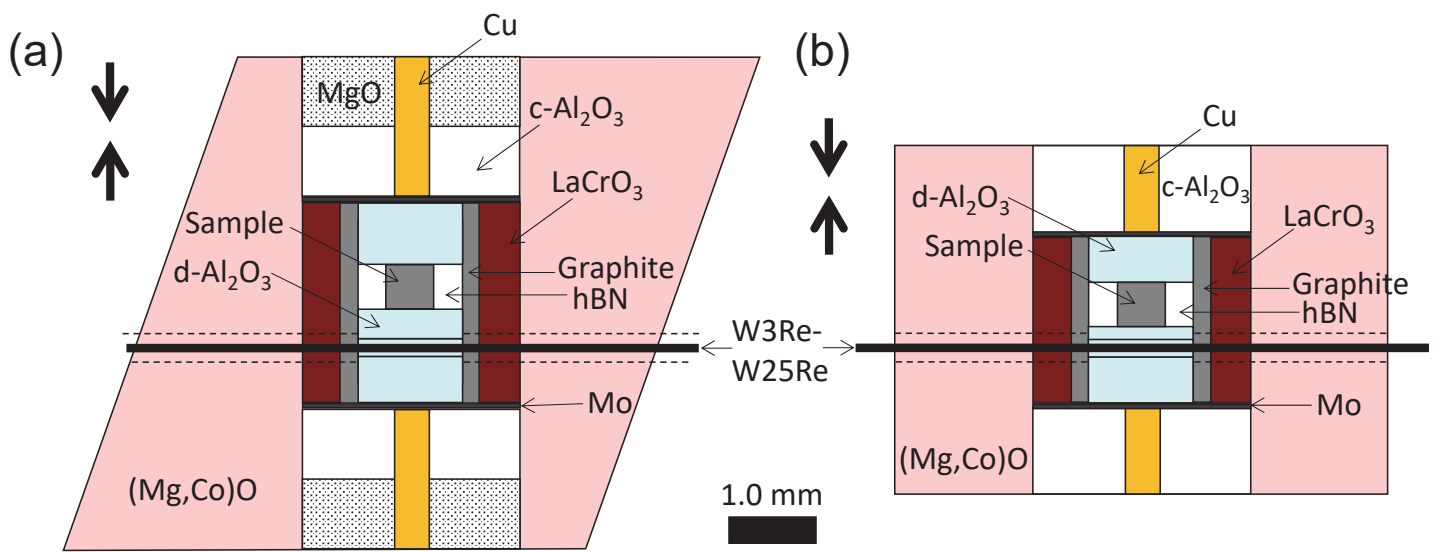 (a)
Cu
MgO
c-Al₂O₃
LaCrO₃
Sample
d-Al₂O₃
Graphite
hBN
W3Re-
W25Re
Mo
(Mg,Co)O
1.0 mm
(b)
Cu
c-Al₂O₃
d-Al₂O₃
LaCrO₃
Sample
Graphite
hBN
Mo
(Mg,Co)O